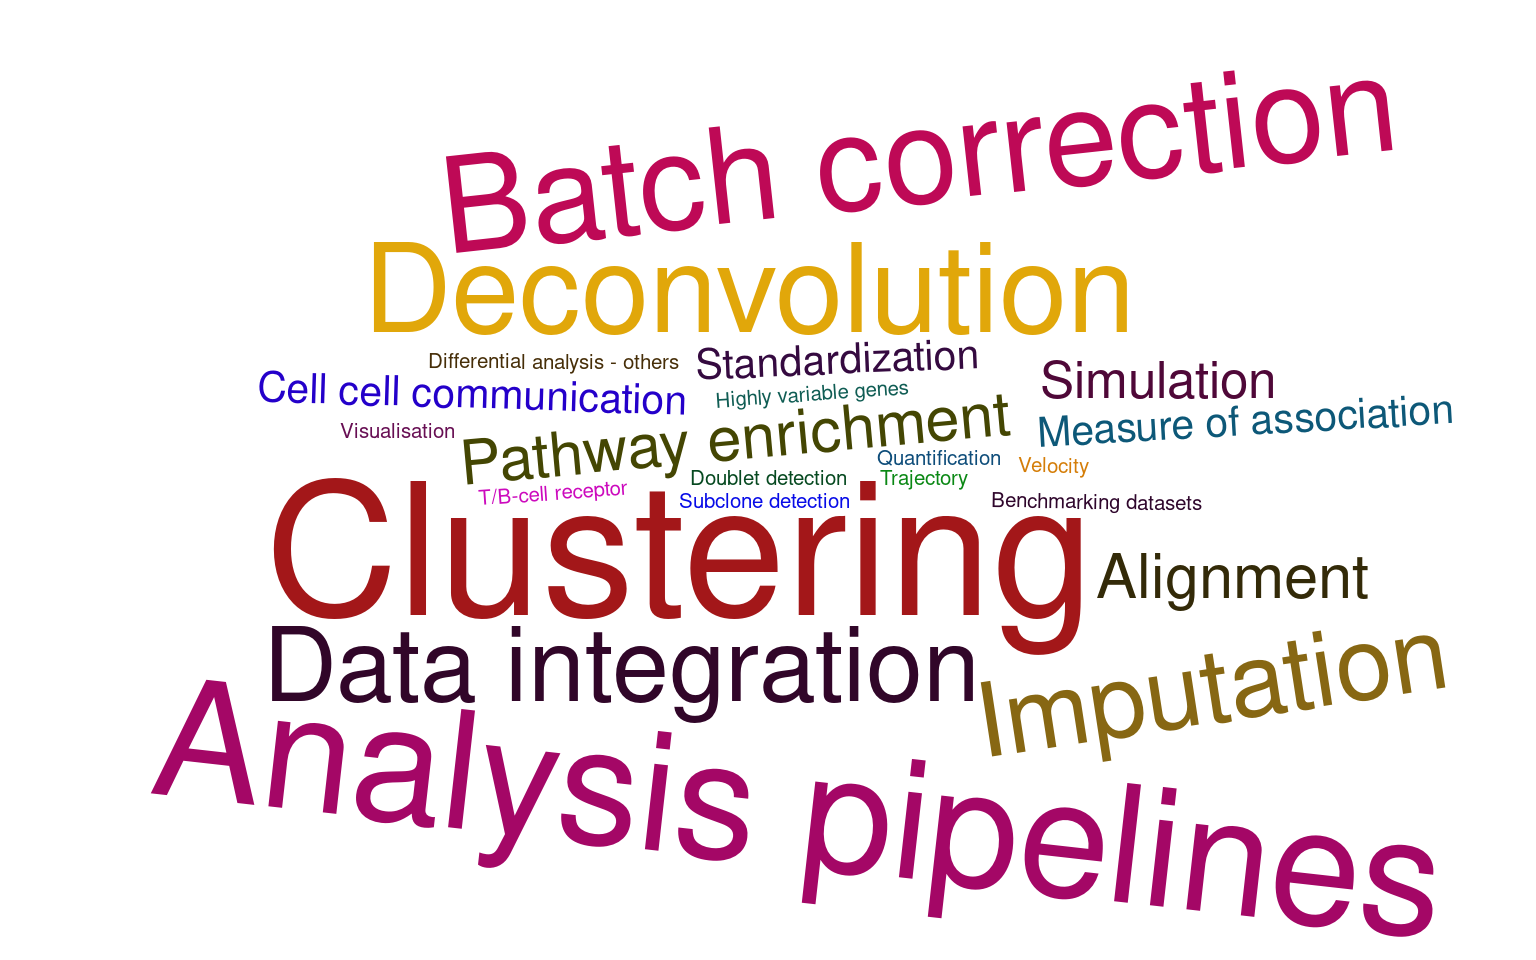 Batch correction
Deconvolution
Differential analysis - others
Standardization
Cell cell communication
Highly variable genes
Simulation
Visualisation
Pathway enrichment
Measure of association
Quantification
Velocity
Doublet detection
Trajectory
T/B-cell receptor
Subclone detection
Benchmarking datasets
Clustering
Alignment
Data integration
Imputation
Analysis pipelines